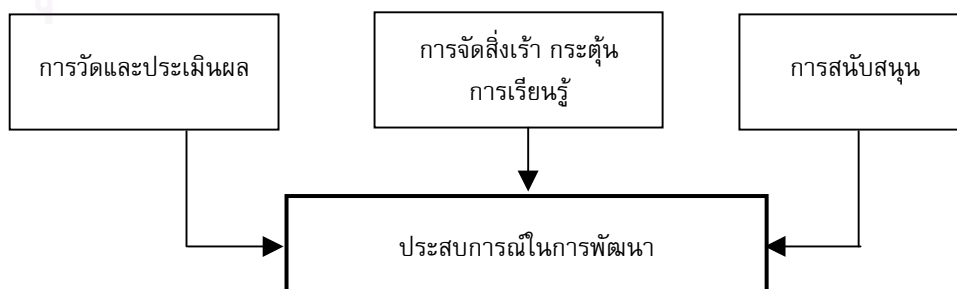 การวัดและประเมินผล
การจัดสิ่งเร้า กระตุ้น
การเรียนรู้
การสนับสนุน
ประสบการณ์ในการพัฒนา